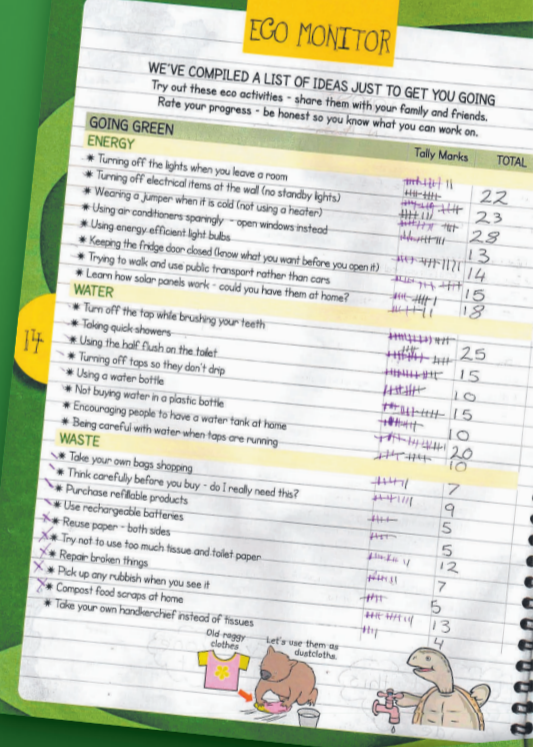 ECO MONITOR
WE'VE COMPILED A LIST OF IDEAS JUST TO GET YOU GOING
Try out these eco activities - share them with your family and friends.
Rate your progress - be honest so you know what you can work on.
GOING GREEN Tally Marks TOTAL
ENERGY
* Turning off the lights when you leave a room
* Turning off electrical items at the wall (no standby lights) 22
* Wearing a jumper when it is cold (not using a heater) 23
* Using air conditioners sparingly - open windows instead 28
* Using energy efficient light bulbs 13
* Keeping the fridge door closed (know what you want before you open it) 14
* Trying to walk and use public transport rather than cars 15
* Learn how solar panels work - could you have them at home? 18
WATER
* Turn off the tap while brushing your teeth
* Taking quick showers 25
* Using the half flush on the toilet 15
* Turning off taps so they don't drip 10
* Using a water bottle 15
* Not buying water in a plastic bottle 10
* Encouraging people to have a water tank at home 20
* Being careful with water when taps are running 10
WASTE
* Take your own bags shopping 7
* Think carefully before you buy - do I really need this? 9
* Purchase refillable products 5
* Use rechargeable batteries 5
* Reuse paper - both sides 12
* Try not to use too much tissue and toilet paper 7
* Repair broken things 5
* Pick up any rubbish when you see it 13
* Compost food scraps at home 4
* Take your own handkerchief instead of tissues
Old raggy
clothes
Let's use them as
dustcloths.
14